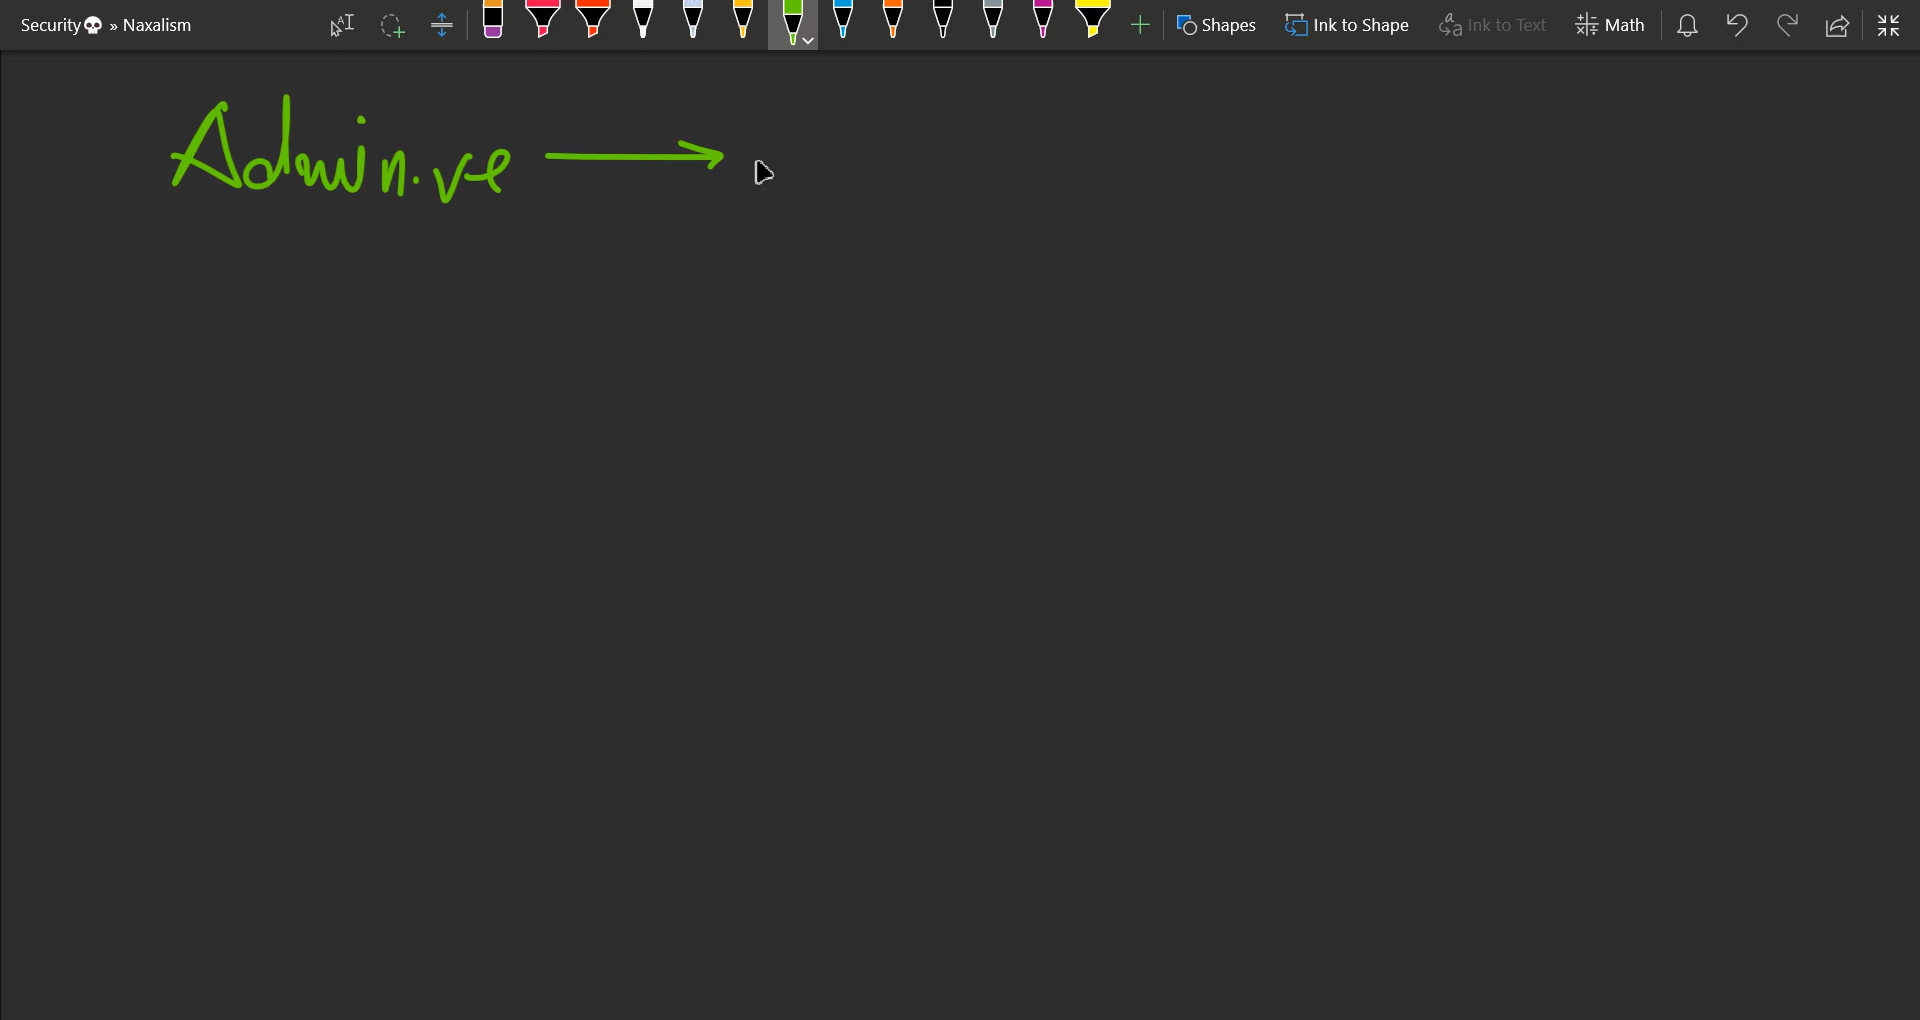 Security💀 » Naxalism Shapes Ink to Shape Ink to Text Math
Admin.ve →